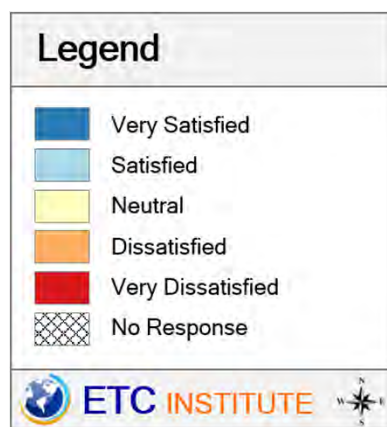 Legend
Very Satisfied
Satisfied
Neutral
Dissatisfied
Very Dissatisfied
No Response
ETC INSTITUTE
N
W E
S